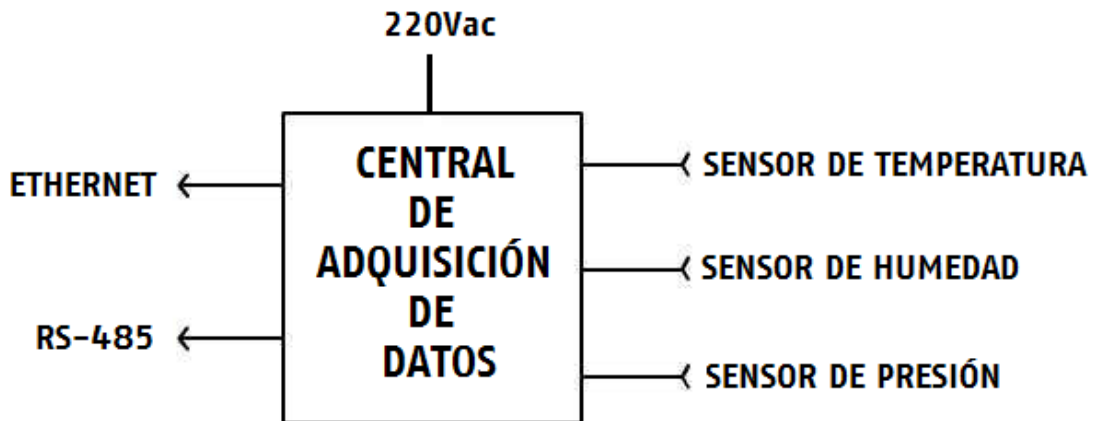 220Vac
ETHERNET
RS-485
CENTRAL
DE
ADQUISICIÓN
DE
DATOS
SENSOR DE TEMPERATURA
SENSOR DE HUMEDAD
SENSOR DE PRESIÓN